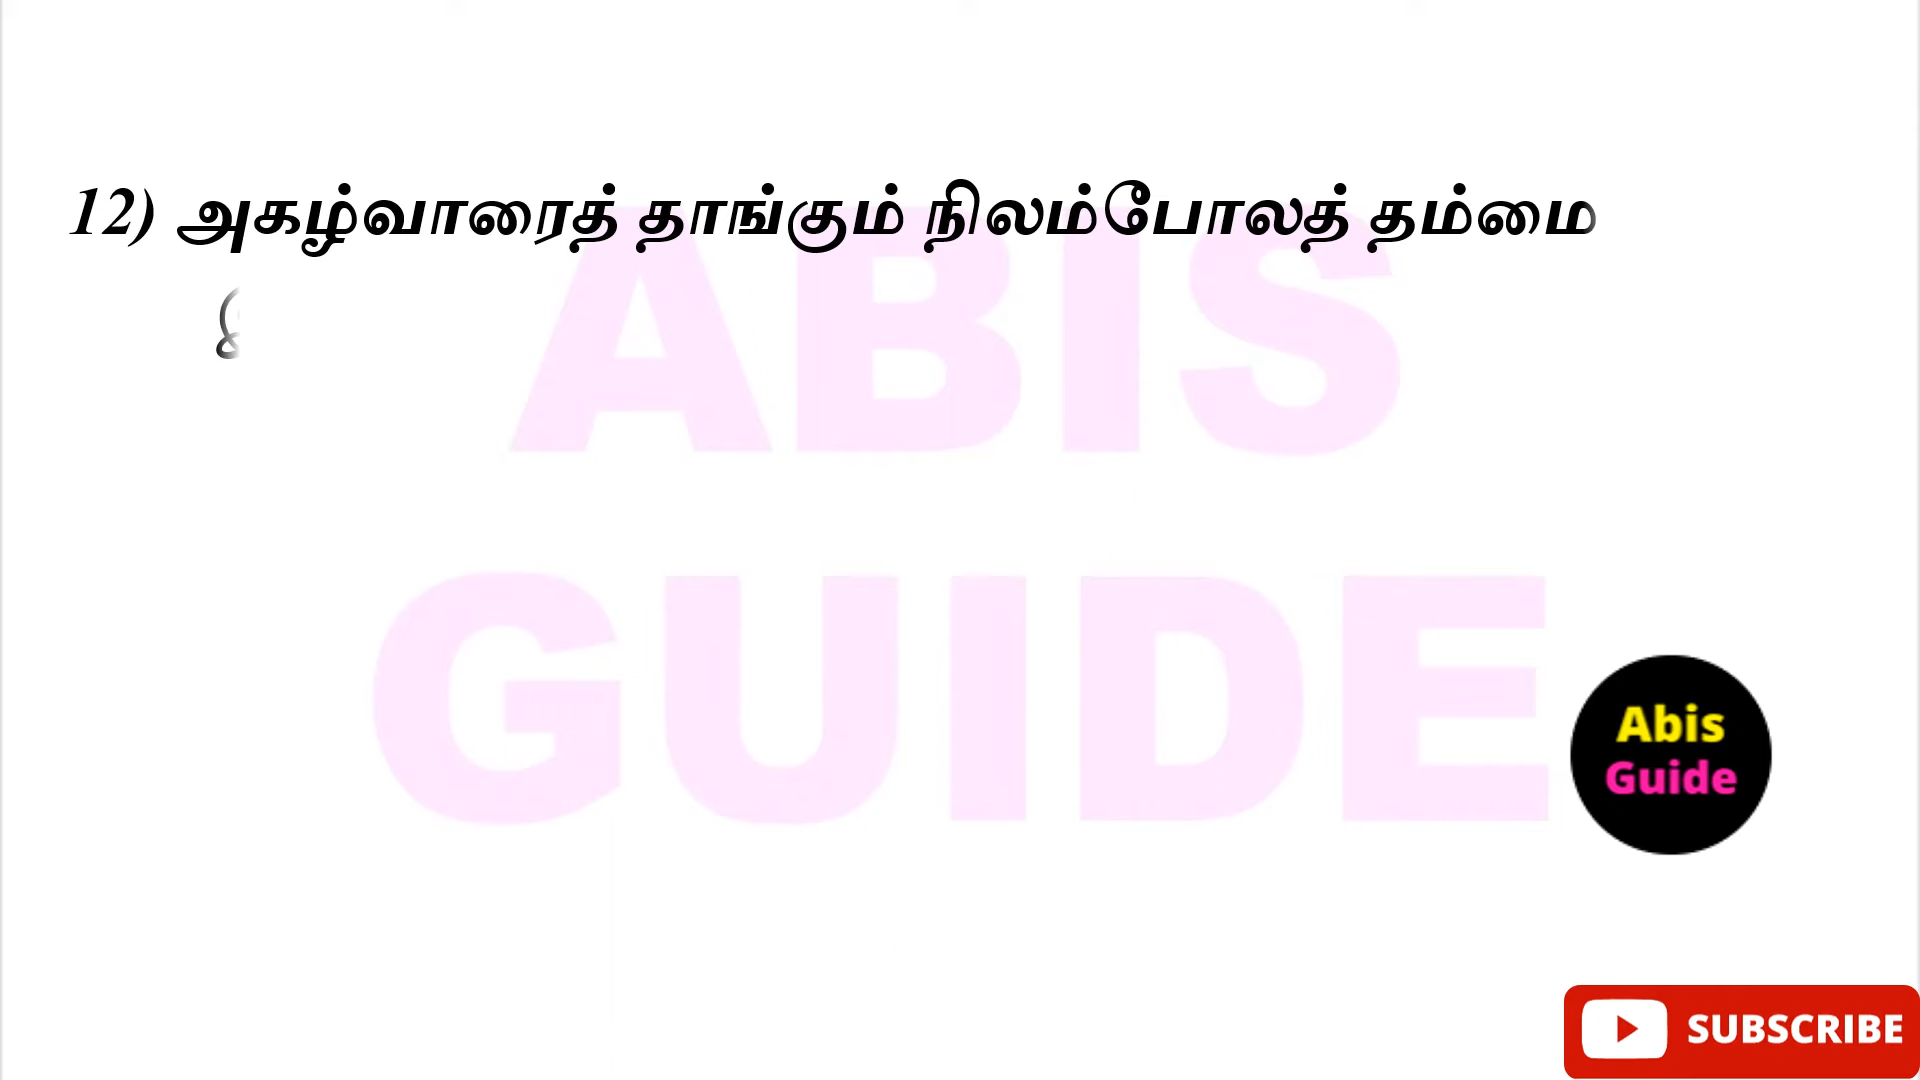 12) அகழ்வாரைத் தாங்கும் நிலம்போலத் தம்மை
ABIS
GUIDE
Abis
Guide
SUBSCRIBE